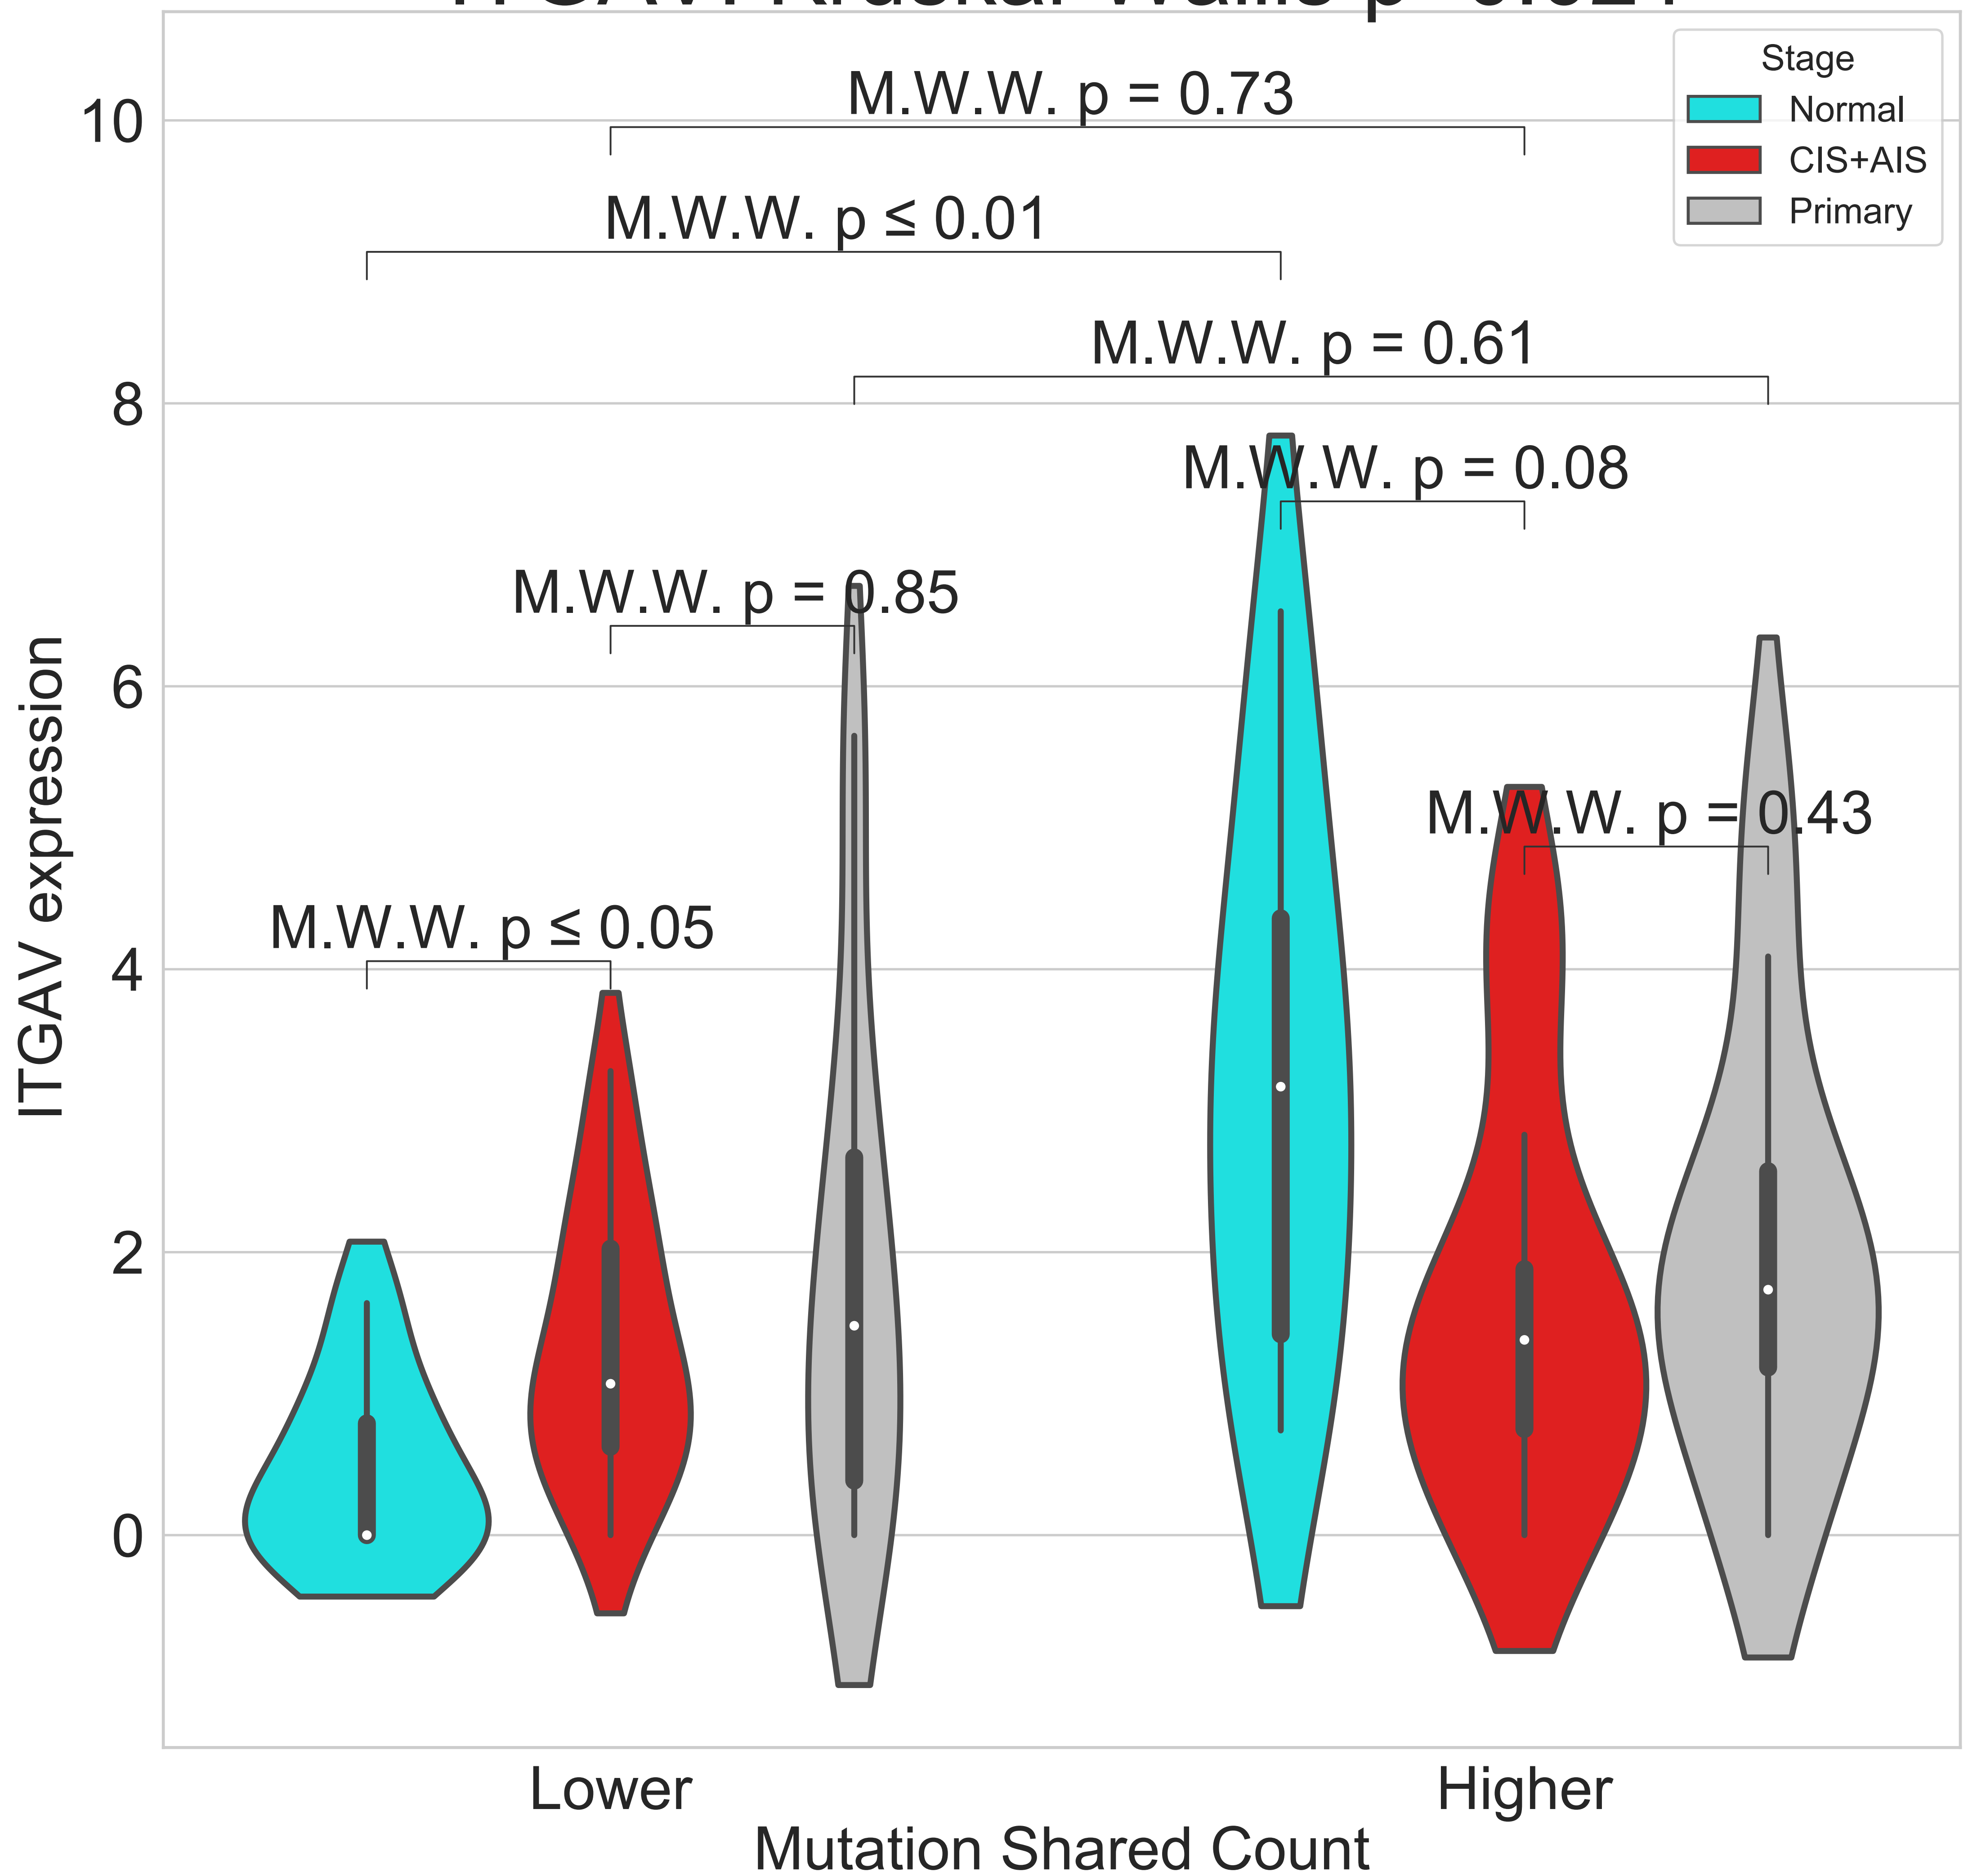 Stage
Normal
CIS+AIS
Primary
M.W.W. p = 0.73
M.W.W. p ≤ 0.01
M.W.W. p = 0.61
M.W.W. p = 0.08
M.W.W. p = 0.85
M.W.W. p = 0.43
M.W.W. p ≤ 0.05
10
8
6
4
2
0
ITGAV expression
Lower
Higher
Mutation Shared Count